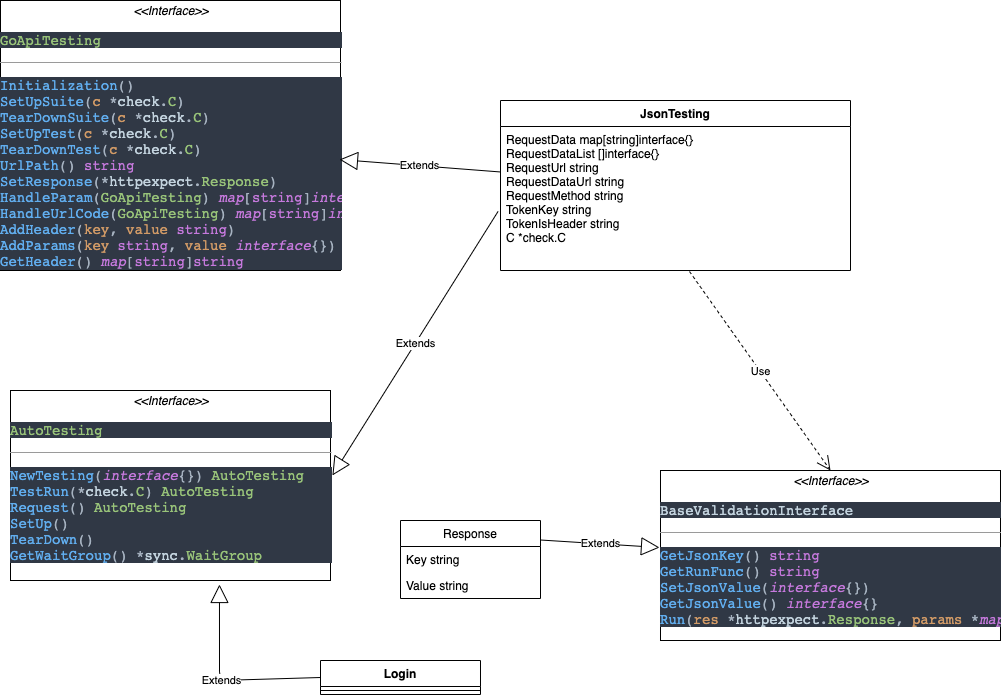 <<Interface>>
GoApiTesting
Initialization()
SetUpSuite(c *check.C)
TearDownSuite(c *check.C)
SetUpTest(c *check.C)
TearDownTest(c *check.C)
UrlPath() string
SetResponse(*httpexpect.Response)
HandleParam(GoApiTesting) map[string]inte
HandleUrlCode(GoApiTesting) map[string]in
AddHeader(key, value string)
AddParams(key string, value interface{})
GetHeader() map[string]string
Extends
JsonTesting
RequestData map[string]interface{}
RequestDataList []interface{}
RequestUrl string
RequestDataUrl string
RequestMethod string
TokenKey string
TokenIsHeader string
C *check.C
Extends
Use
<<Interface>>
AutoTesting
NewTesting(interface{}) AutoTesting
TestRun(*check.C) AutoTesting
Request() AutoTesting
SetUp()
TearDown()
GetWaitGroup() *sync.WaitGroup
Response
Key string
Value string
Extends
<<Interface>>
BaseValidationInterface
GetJsonKey() string
GetRunFunc() string
SetJsonValue(interface{})
GetJsonValue() interface{}
Run(res *httpexpect.Response, params *map
Extends
Login